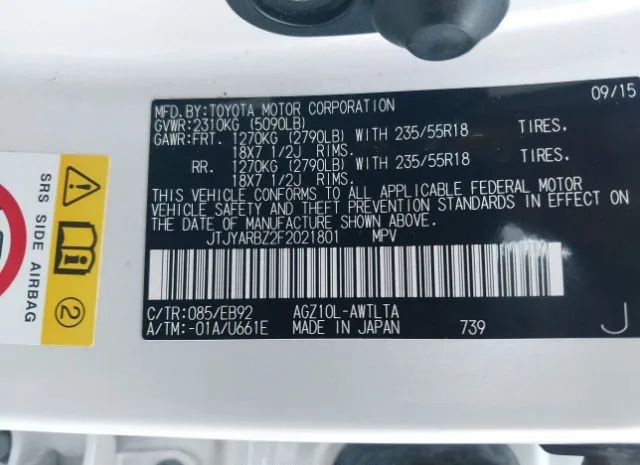 09/15
MFD.BY:TOYOTA MOTOR CORPORATION
GVWR:2310KG (5090LB)
GAWR:FRT. 1270KG (2790LB) WITH 235/55R18 TIRES.
18X7 1/2J RIMS.
RR. 1270KG (2790LB) WITH 235/55R18 TIRES.
18X7 1/2J RIMS.
THIS VEHICLE CONFORMS TO ALL APPLICABLE FEDERAL MOTOR
VEHICLE SAFETY AND THEFT PREVENTION STANDARDS IN EFFECT ON
THE DATE OF MANUFACTURE SHOWN ABOVE.
JTJYARBZ2F2021801 MPV
C/TR:085/EB92 AGZ10L-AWTLTA
A/TM:-01A/U661E MADE IN JAPAN 739
J
SRS SIDE AIRBAG
2